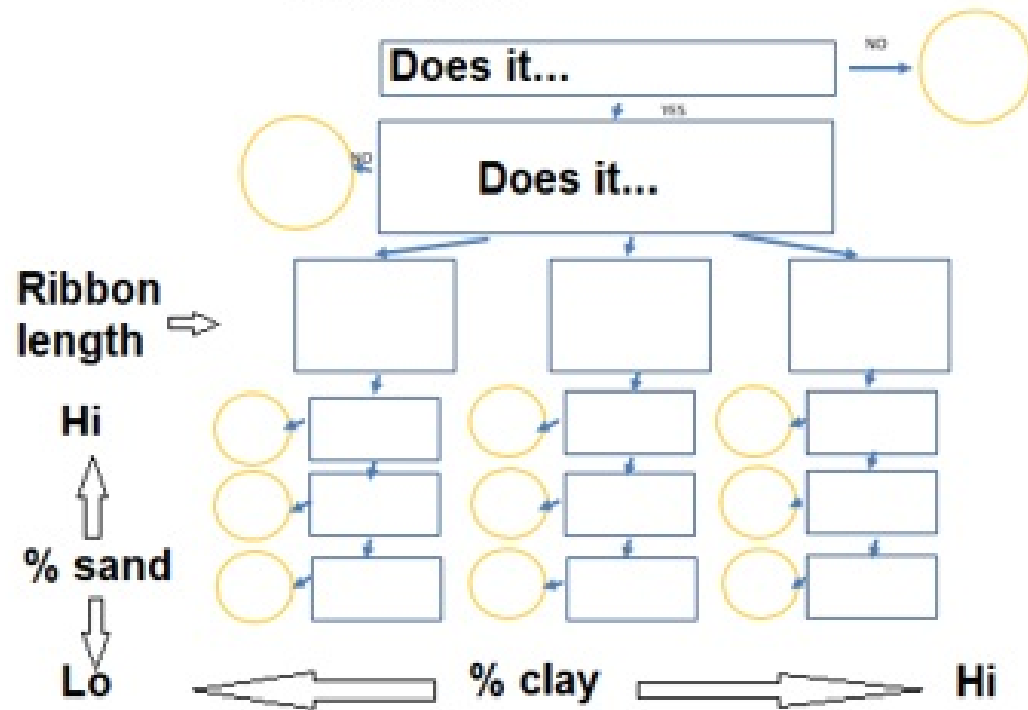 NO
Does it...
YES
NO
Does it...
Ribbon
length
Hi
% sand
Lo
% clay
Hi